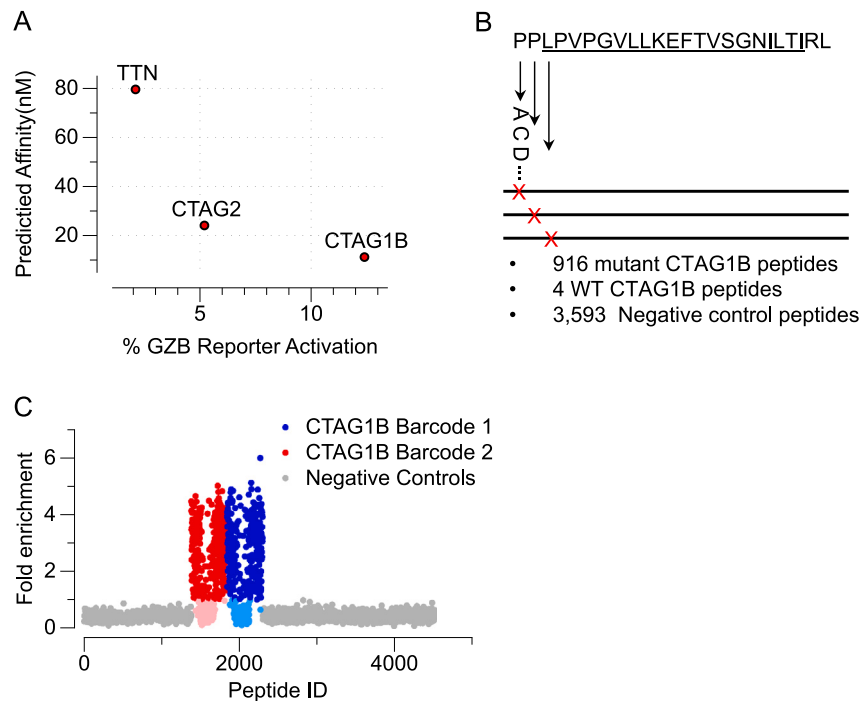 A
Predictied Affinity(nM)
80
60
40
20
TTN
CTAG2
CTAG1B
5
10
% GZB Reporter Activation
B
PPLPVPGVLLKEFTVSGNILTIRL
A C D
X
X
X
• 916 mutant CTAG1B peptides
• 4 WT CTAG1B peptides
• 3,593 Negative control peptides
C
Fold enrichment
6
4
2
0
CTAG1B Barcode 1
CTAG1B Barcode 2
Negative Controls
0
2000
4000
Peptide ID